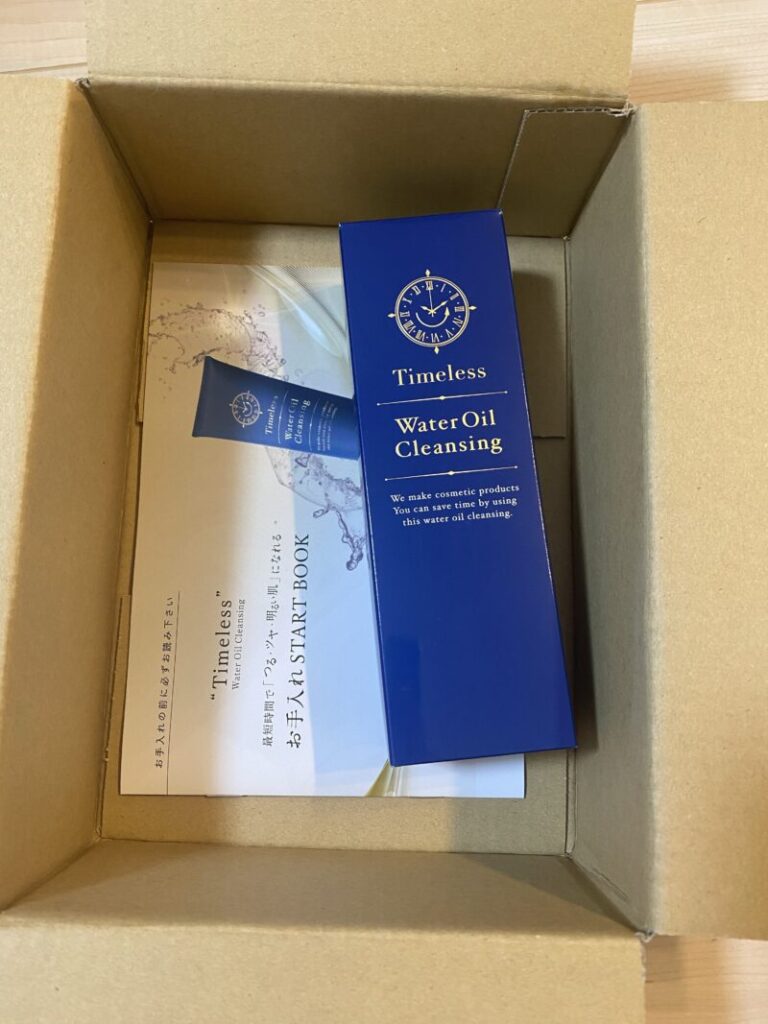 Timeless
Water Oil
Cleansing
We make cosmetic products
You can save time by using
this water oil cleansing.
Timeless
Water Oil
Cleansing
お手入れの前に必ずお読み下さい
“Timeless”
Water Oil Cleansing
最短時間で「つる・ツヤ・明るい肌」になれる。
お手入れ START BOOK